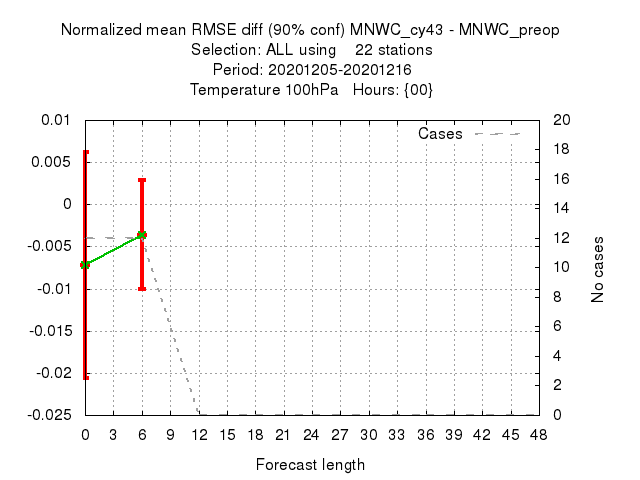 Normalized mean RMSE diff (90% conf) MNWC_cy43 - MNWC_preop
Selection: ALL using    22 stations
Period: 20201205-20201216
Temperature 100hPa   Hours: {00}
0.01
0.005
0
-0.005
-0.01
-0.015
-0.02
-0.025
Cases
20
18
16
14
12
10
8
6
4
2
0
No cases
0 3 6 9 12 15 18 21 24 27 30 33 36 39 42 45 48
Forecast length